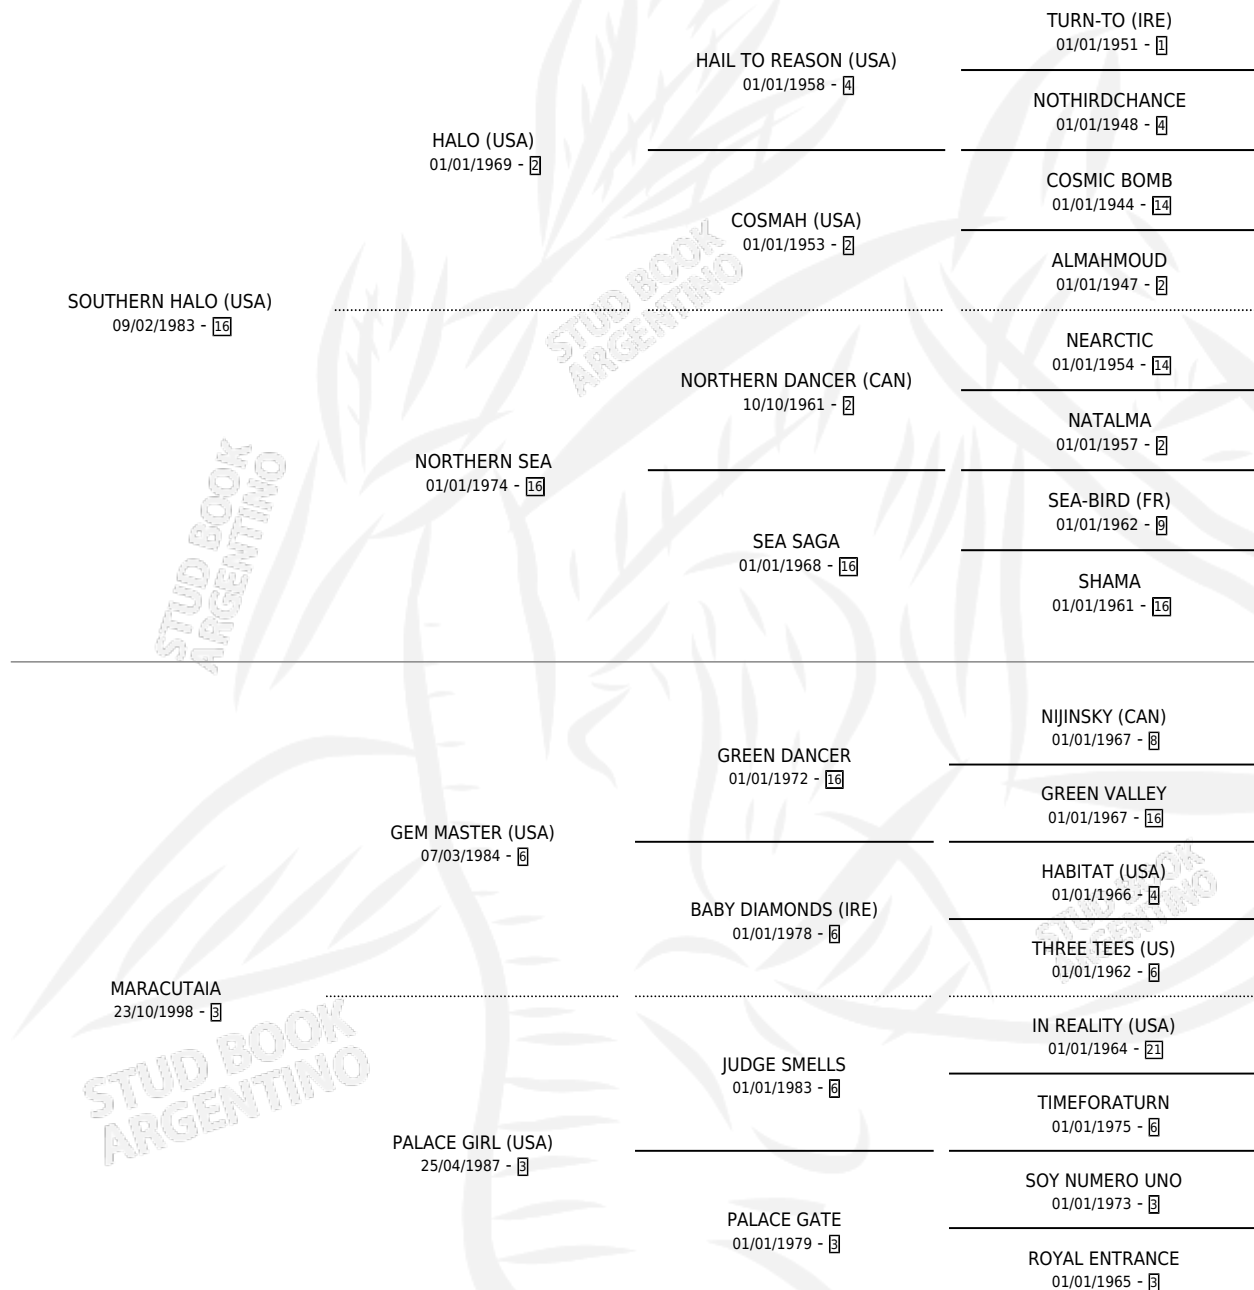 TURN-TO (IRE)
01/01/1951 - 1
HAIL TO REASON (USA)
01/01/1958 - 4
NOTHIRDCHANCE
01/01/1948 - 4
HALO (USA)
01/01/1969 - 2
COSMIC BOMB
01/01/1944 - 14
COSMAH (USA)
01/01/1953 - 2
ALMAHMOUD
01/01/1947 - 2
SOUTHERN HALO (USA)
09/02/1983 - 16
NEARCTIC
01/01/1954 - 14
NORTHERN DANCER (CAN)
10/10/1961 - 2
NATALMA
01/01/1957 - 2
NORTHERN SEA
01/01/1974 - 16
SEA-BIRD (FR)
01/01/1962 - 9
SEA SAGA
01/01/1968 - 16
SHAMA
01/01/1961 - 16
NIJINSKY (CAN)
01/01/1967 - 8
GREEN DANCER
01/01/1972 - 16
GREEN VALLEY
01/01/1967 - 16
GEM MASTER (USA)
07/03/1984 - 6
HABITAT (USA)
01/01/1966 - 4
BABY DIAMONDS (IRE)
01/01/1978 - 6
THREE TEES (US)
01/01/1962 - 6
MARACUTAIA
23/10/1998 - 3
IN REALITY (USA)
01/01/1964 - 21
JUDGE SMELLS
01/01/1983 - 6
TIMEFORATURN
01/01/1975 - 6
PALACE GIRL (USA)
25/04/1987 - 3
SOY NUMERO UNO
01/01/1973 - 3
PALACE GATE
01/01/1979 - 3
ROYAL ENTRANCE
01/01/1965 - 3
STUD BOOK
ARGENTINO
STUD BOOK
ARGENTINO
STUD BOOK
ARGENTINO
STUD BOOK
ARGENTINO